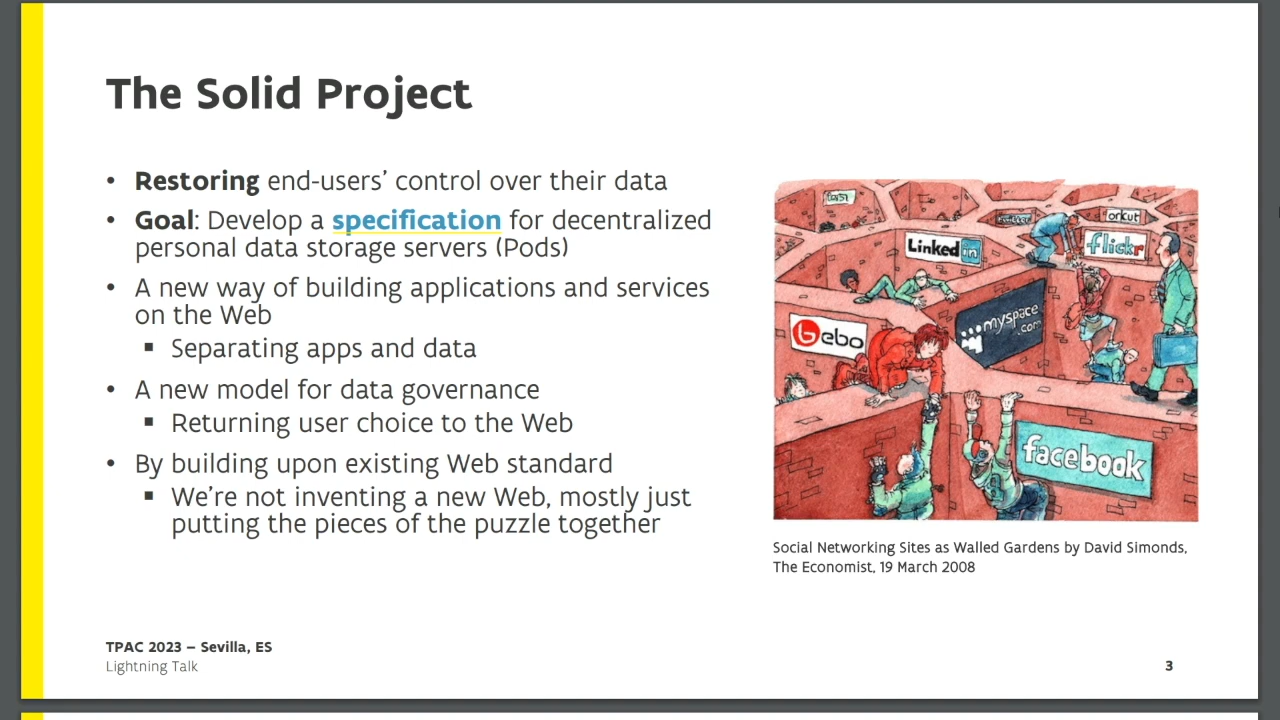 The Solid Project
• Restoring end-users’ control over their data
• Goal: Develop a specification for decentralized
personal data storage servers (Pods)
• A new way of building applications and services
on the Web
▪ Separating apps and data
• A new model for data governance
▪ Returning user choice to the Web
• By building upon existing Web standard
▪ We’re not inventing a new Web, mostly just
putting the pieces of the puzzle together
orkut
flickr
Linked in
myspace
.com
bebo
facebook
Social Networking Sites as Walled Gardens by David Simonds,
The Economist, 19 March 2008
TPAC 2023 – Sevilla, ES
Lightning Talk
3